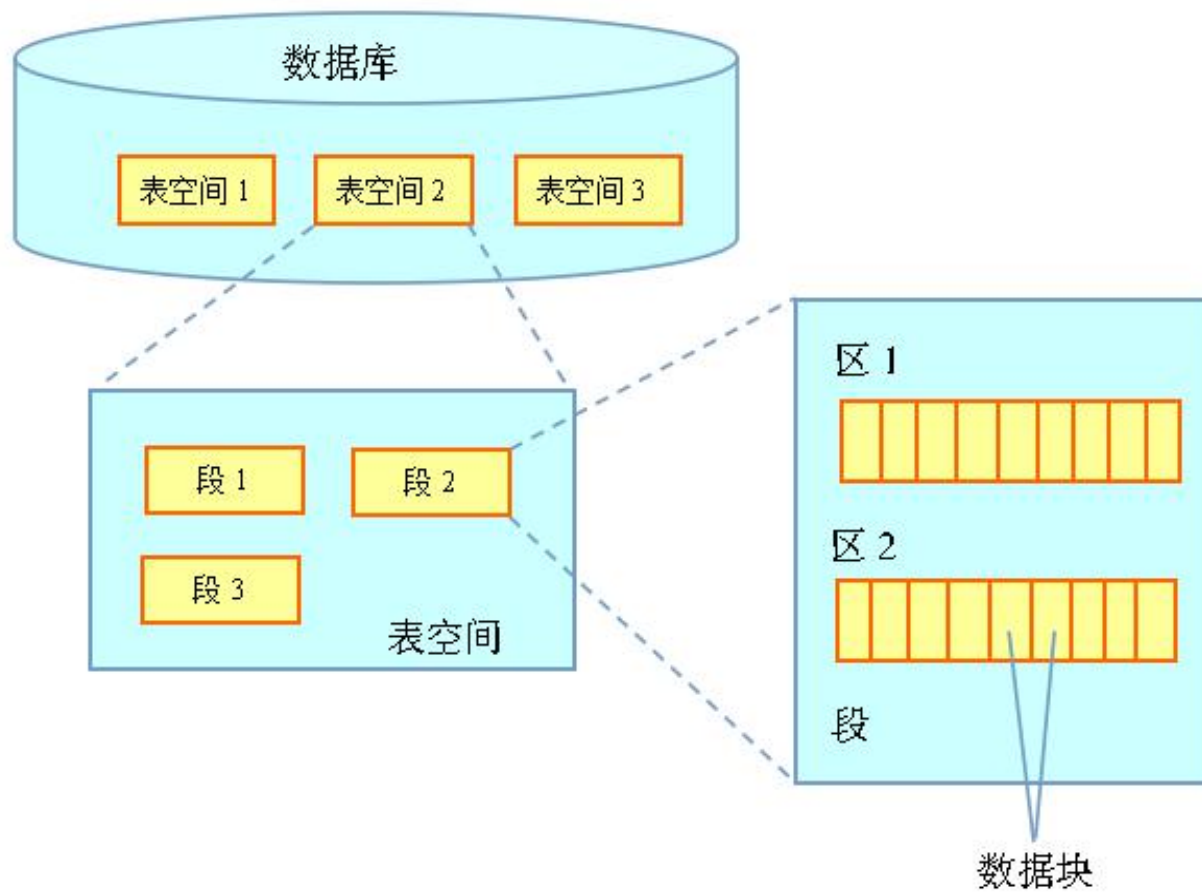 数据库
表空间 1
表空间 2
表空间 3
段 1
段 2
段 3
表空间
区 1
区 2
段
数据块